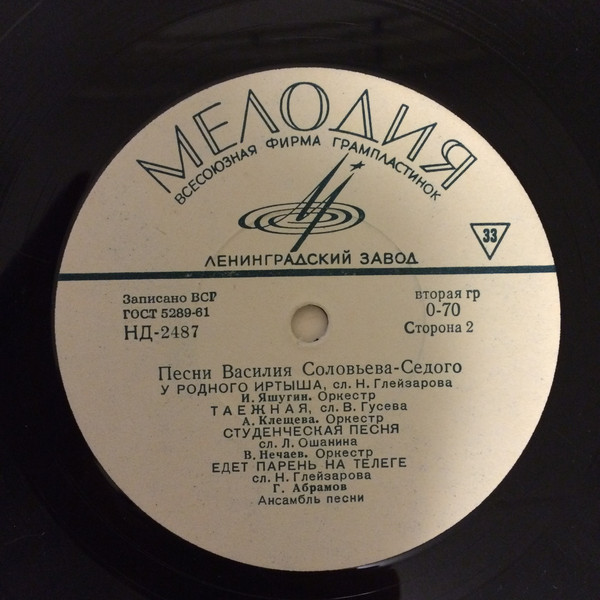 МЕЛОДИЯ
ВСЕСОЮЗНАЯ ФИРМА ГРАМПЛАСТИНОК
33
ЛЕНИНГРАДСКИЙ ЗАВОД
Записано ВСГ вторая гр
ГОСТ 5289-61 0-70
НД-2487 Сторона 2
Песни Василия Соловьева-Седого
У РОДНОГО ИРТЫША, сл. Н. Глейзарова
И. Яшугин. Оркестр
ТАЕЖНАЯ, сл. В. Гусева
А. Клещева. Оркестр
СТУДЕНЧЕСКАЯ ПЕСНЯ
сл. Л. Ошанина
В. Нечаев. Оркестр
ЕДЕТ ПАРЕНЬ НА ТЕЛЕГЕ
сл. Н. Глейзарова
Г. Абрамов
Ансамбль песни